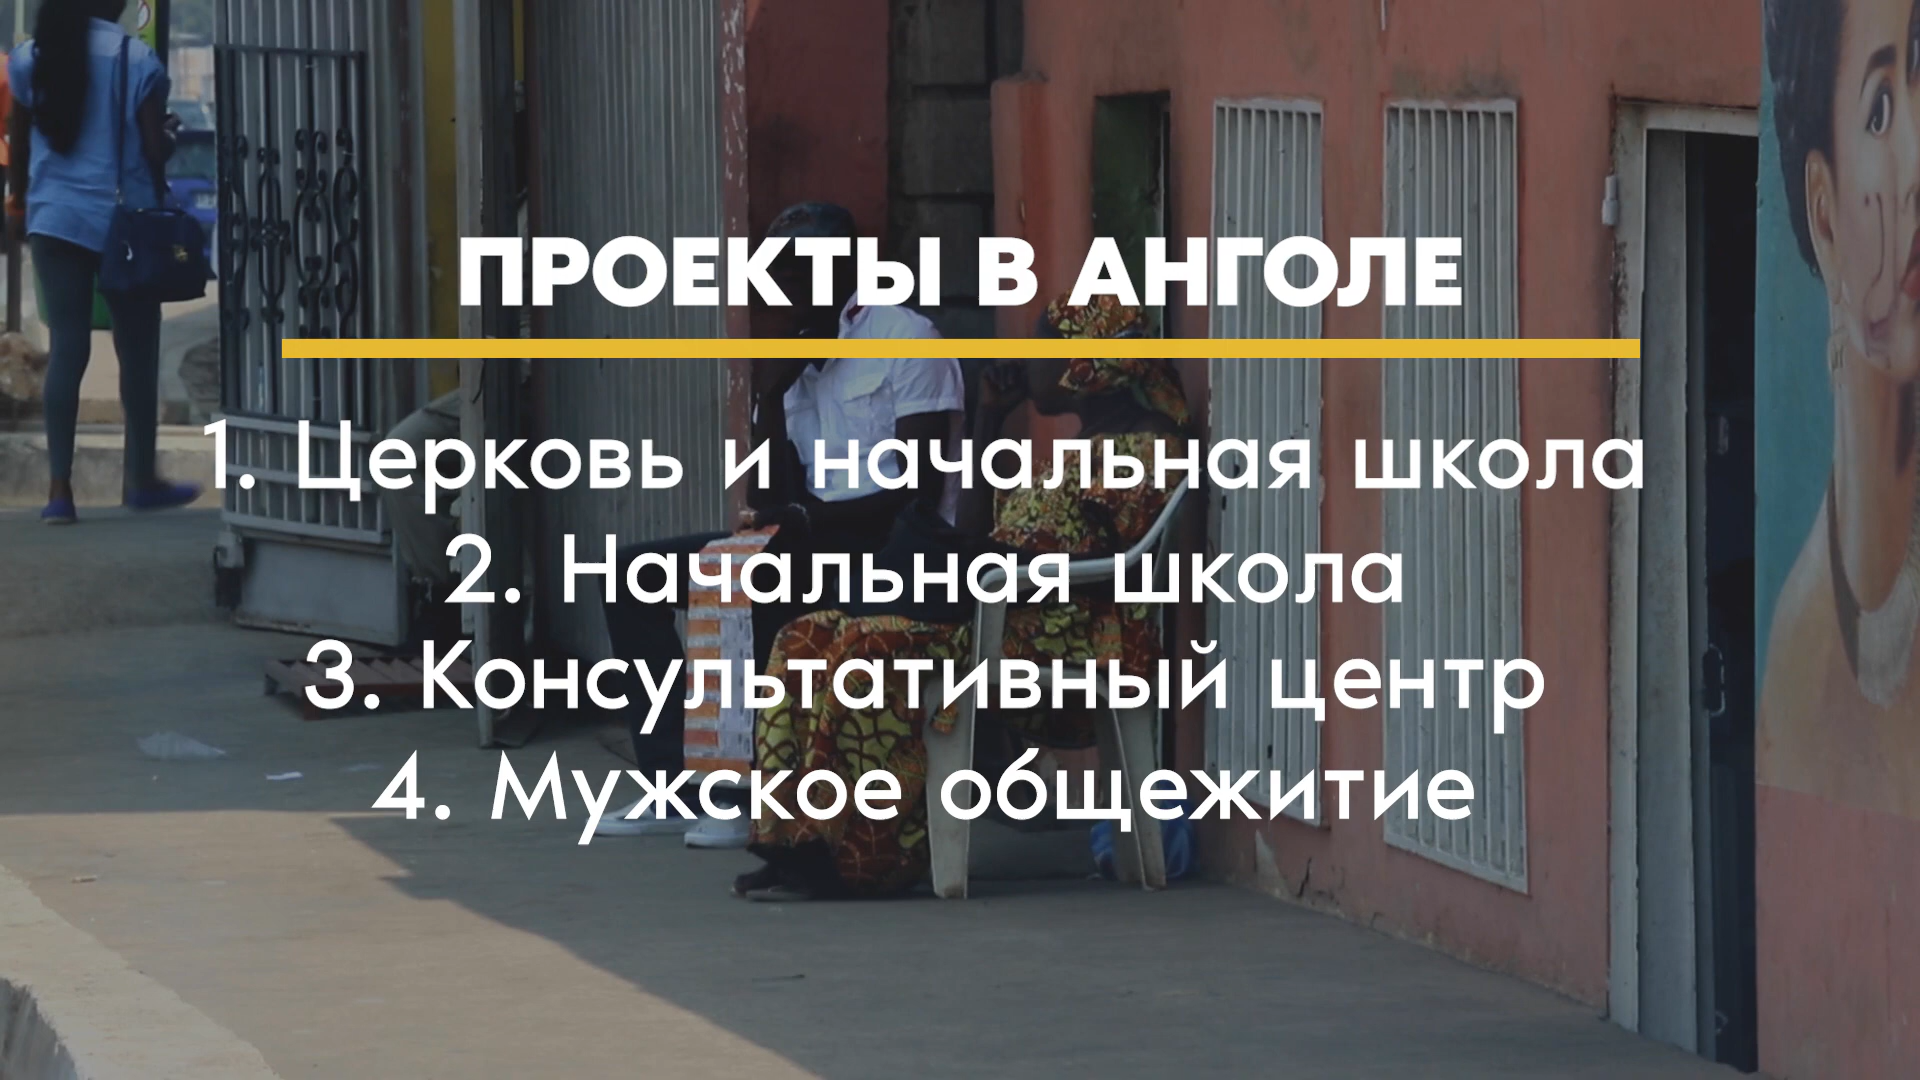 ПРОЕКТЫ В АНГОЛЕ
1. Церковь и начальная школа
2. Начальная школа
3. Консультативный центр
4. Мужское общежитие